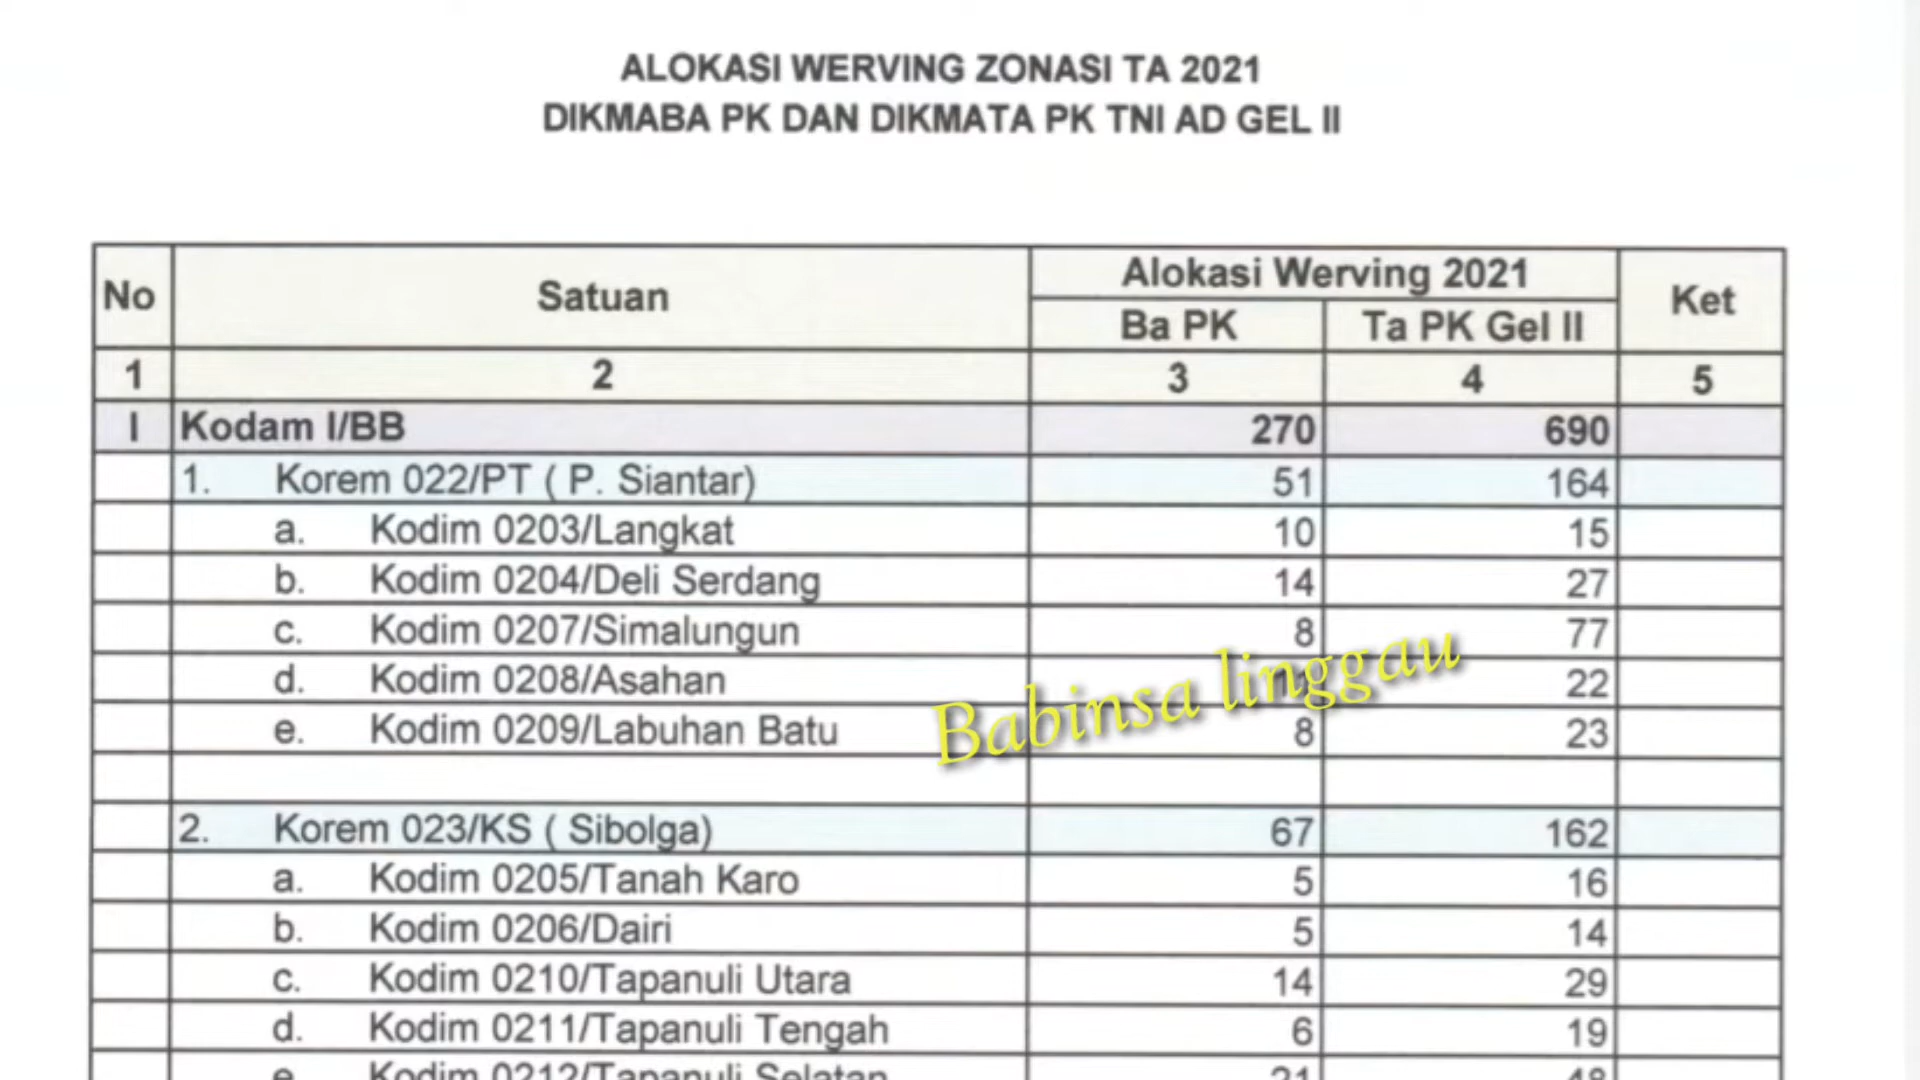 ALOKASI WERVING ZONASI TA 2021
DIKMABA PK DAN DIKMATA PK TNI AD GEL II
No Satuan Alokasi Werving 2021 Ket
Ba PK Ta PK Gel II
1 2 3 4 5
I Kodam I/BB 270 690
1. Korem 022/PT ( P. Siantar) 51 164
a. Kodim 0203/Langkat 10 15
b. Kodim 0204/Deli Serdang 14 27
c. Kodim 0207/Simalungun 8 77
d. Kodim 0208/Asahan 22
e. Kodim 0209/Labuhan Batu 8 23
Babinsa linggau
2. Korem 023/KS ( Sibolga) 67 162
a. Kodim 0205/Tanah Karo 5 16
b. Kodim 0206/Dairi 5 14
c. Kodim 0210/Tapanuli Utara 14 29
d. Kodim 0211/Tapanuli Tengah 6 19
e. Kodim 0212/Tapanuli Selatan 21 48